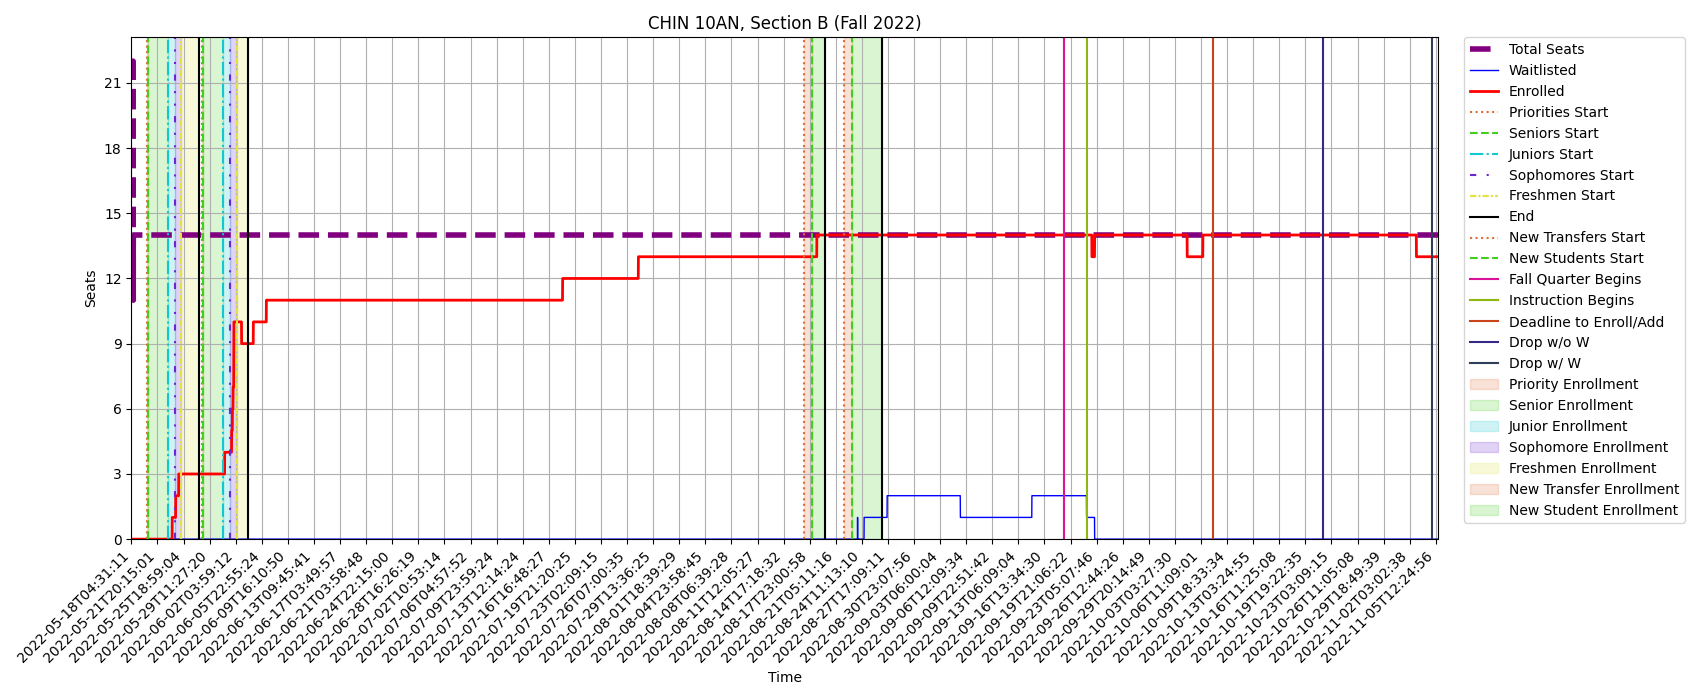 CHIN 10AN, Section B (Fall 2022)
Seats
21
18
15
12
9
6
3
0
2022-05-18T04:31:11
2022-05-21T20:15:01
2022-05-25T18:59:04
2022-05-29T11:27:20
2022-06-02T03:59:12
2022-06-05T22:55:24
2022-06-09T16:10:50
2022-06-13T09:45:41
2022-06-17T03:49:57
2022-06-21T03:58:48
2022-06-24T22:15:00
2022-06-28T16:26:19
2022-07-02T10:53:14
2022-07-06T04:57:52
2022-07-09T23:59:24
2022-07-13T12:14:24
2022-07-16T16:48:27
2022-07-19T21:20:25
2022-07-23T02:09:15
2022-07-26T07:00:35
2022-07-29T13:36:25
2022-08-01T18:39:29
2022-08-04T23:58:45
2022-08-08T06:39:28
2022-08-11T12:05:27
2022-08-14T17:18:32
2022-08-17T23:00:58
2022-08-21T05:11:16
2022-08-24T11:13:10
2022-08-27T17:09:11
2022-08-30T23:07:56
2022-09-03T06:00:04
2022-09-06T12:09:34
2022-09-09T22:51:42
2022-09-13T06:09:04
2022-09-16T13:34:30
2022-09-19T21:06:22
2022-09-23T05:07:46
2022-09-26T12:44:26
2022-09-29T20:14:49
2022-10-03T03:27:30
2022-10-06T11:09:01
2022-10-09T18:33:34
2022-10-13T03:24:55
2022-10-16T11:25:08
2022-10-19T19:22:35
2022-10-23T03:09:15
2022-10-26T11:05:08
2022-10-29T18:49:39
2022-11-02T03:02:38
2022-11-05T12:24:56
Time
Total Seats
Waitlisted
Enrolled
Priorities Start
Seniors Start
Juniors Start
Sophomores Start
Freshmen Start
End
New Transfers Start
New Students Start
Fall Quarter Begins
Instruction Begins
Deadline to Enroll/Add
Drop w/o W
Drop w/ W
Priority Enrollment
Senior Enrollment
Junior Enrollment
Sophomore Enrollment
Freshmen Enrollment
New Transfer Enrollment
New Student Enrollment